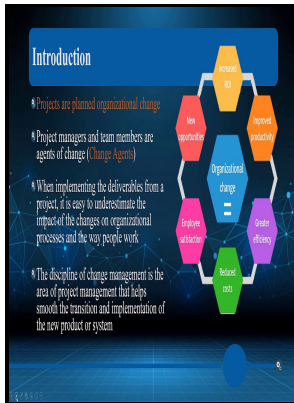 Introduction
Projects are planned organizational change
Project managers and team members are
agents of change (Change Agents)
When implementing the deliverables from a
project, it is easy to underestimate the
impact of the changes on organizational
processes and the way people work
The discipline of change management is the
area of project management that helps
smooth the transition and implementation of
the new product or system
Increased
ROI
New
opportunities
Improved
productivity
Organizational
change
=
Employee
satisfaction
Greater
efficiency
Reduced
costs